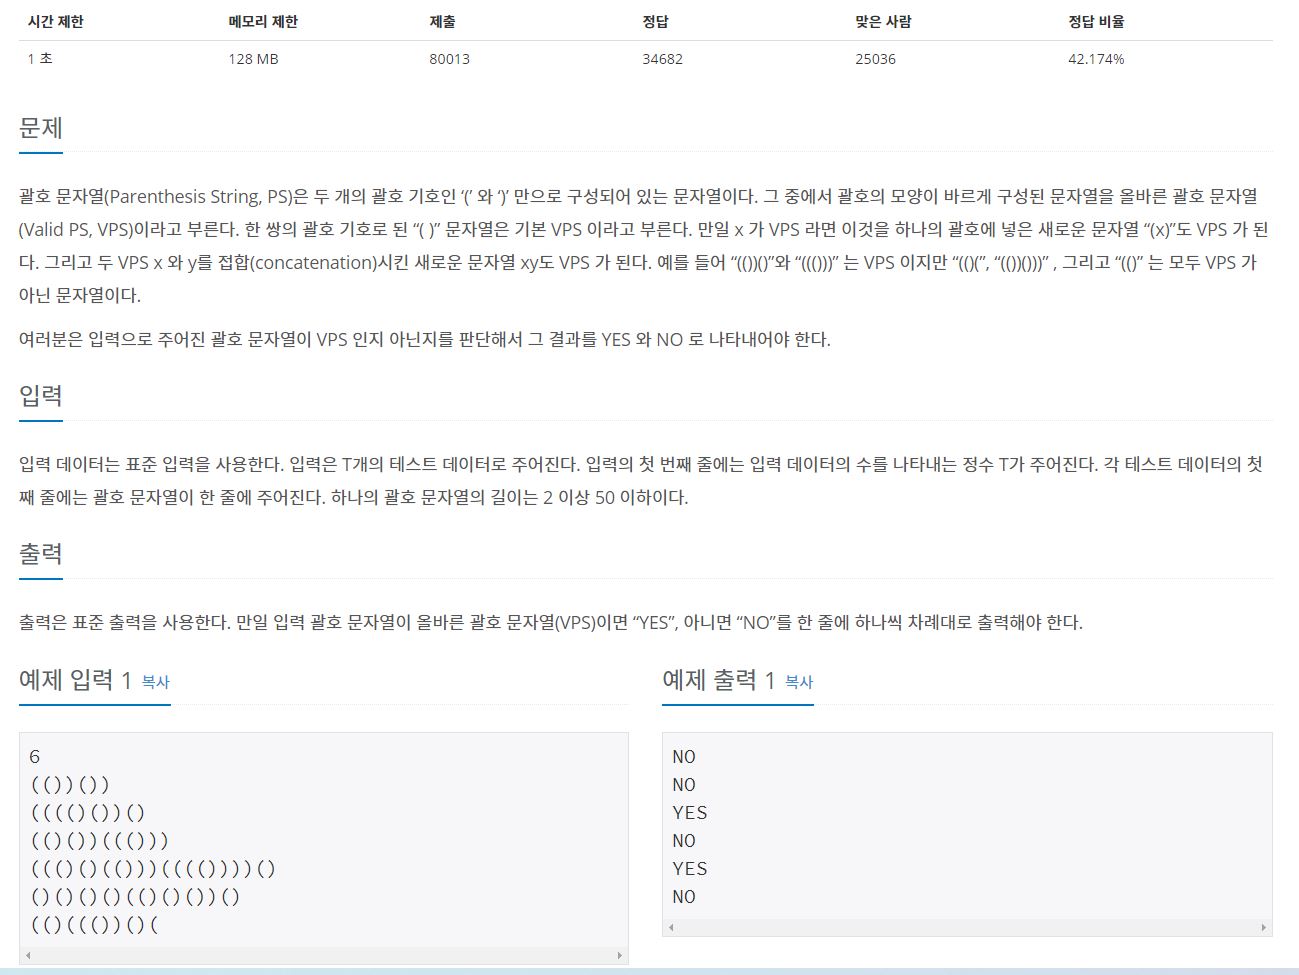 시간 제한 메모리 제한 제출 정답 맞은 사람 정답 비율
1 초 128 MB 80013 34682 25036 42.174%
문제
괄호 문자열(Parenthesis String, PS)은 두 개의 괄호 기호인 ‘(’ 와 ‘)’ 만으로 구성되어 있는 문자열이다. 그 중에서 괄호의 모양이 바르게 구성된 문자열을 올바른 괄호 문자열
(Valid PS, VPS)이라고 부른다. 한 쌍의 괄호 기호로 된 “( )” 문자열은 기본 VPS 이라고 부른다. 만일 x 가 VPS 라면 이것을 하나의 괄호에 넣은 새로운 문자열 “(x)”도 VPS 가 된
다. 그리고 두 VPS x 와 y를 접합(concatenation)시킨 새로운 문자열 xy도 VPS 가 된다. 예를 들어 “(())()”와 “((()))” 는 VPS 이지만 “(()(”, “(())()))” , 그리고 “(()” 는 모두 VPS 가
아닌 문자열이다.
여러분은 입력으로 주어진 괄호 문자열이 VPS 인지 아닌지를 판단해서 그 결과를 YES 와 NO 로 나타내어야 한다.
입력
입력 데이터는 표준 입력을 사용한다. 입력은 T개의 테스트 데이터로 주어진다. 입력의 첫 번째 줄에는 입력 데이터의 수를 나타내는 정수 T가 주어진다. 각 테스트 데이터의 첫
째 줄에는 괄호 문자열이 한 줄에 주어진다. 하나의 괄호 문자열의 길이는 2 이상 50 이하이다.
출력
출력은 표준 출력을 사용한다. 만일 입력 괄호 문자열이 올바른 괄호 문자열(VPS)이면 “YES”, 아니면 “NO”를 한 줄에 하나씩 차례대로 출력해야 한다.
예제 입력 1 복사
6
(())())
(((()())()
(()())((()))
((()()(()))(((())))()
()()()()(()()())()
(()((())()(
예제 출력 1 복사
NO
NO
YES
NO
YES
NO